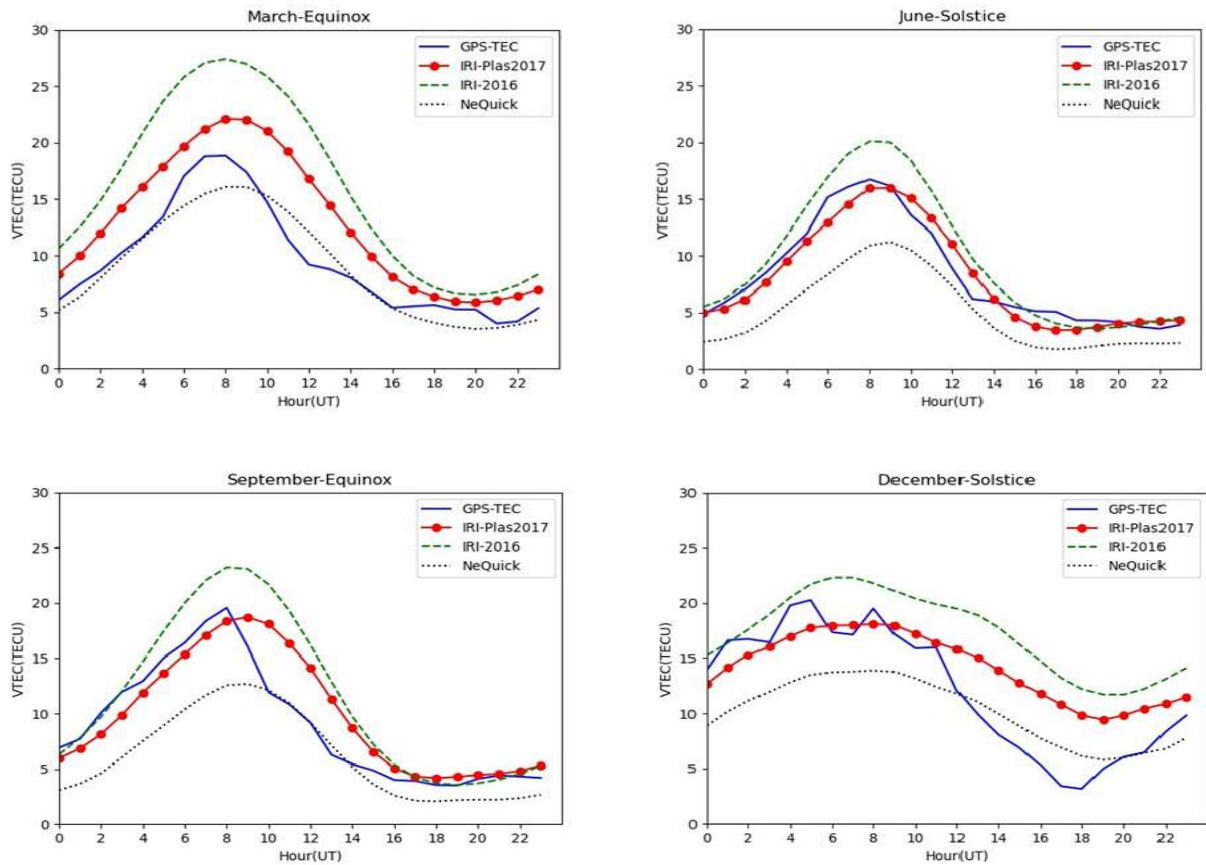 March-Equinox
30
25
20
15
10
5
0
VTEC(TECU)
GPS-TEC
IRI-Plas2017
IRI-2016
NeQuick
0 2 4 6 8 10 12 14 16 18 20 22
Hour(UT)
June-Solstice
30
25
20
15
10
5
0
VTEC(TECU)
GPS-TEC
IRI-Plas2017
IRI-2016
NeQuick
0 2 4 6 8 10 12 14 16 18 20 22
Hour(UT)
September-Equinox
30
25
20
15
10
5
0
VTEC(TECU)
GPS-TEC
IRI-Plas2017
IRI-2016
NeQuick
0 2 4 6 8 10 12 14 16 18 20 22
Hour(UT)
December-Solstice
30
25
20
15
10
5
0
VTEC(TECU)
GPS-TEC
IRI-Plas2017
IRI-2016
NeQuick
0 2 4 6 8 10 12 14 16 18 20 22
Hour(UT)